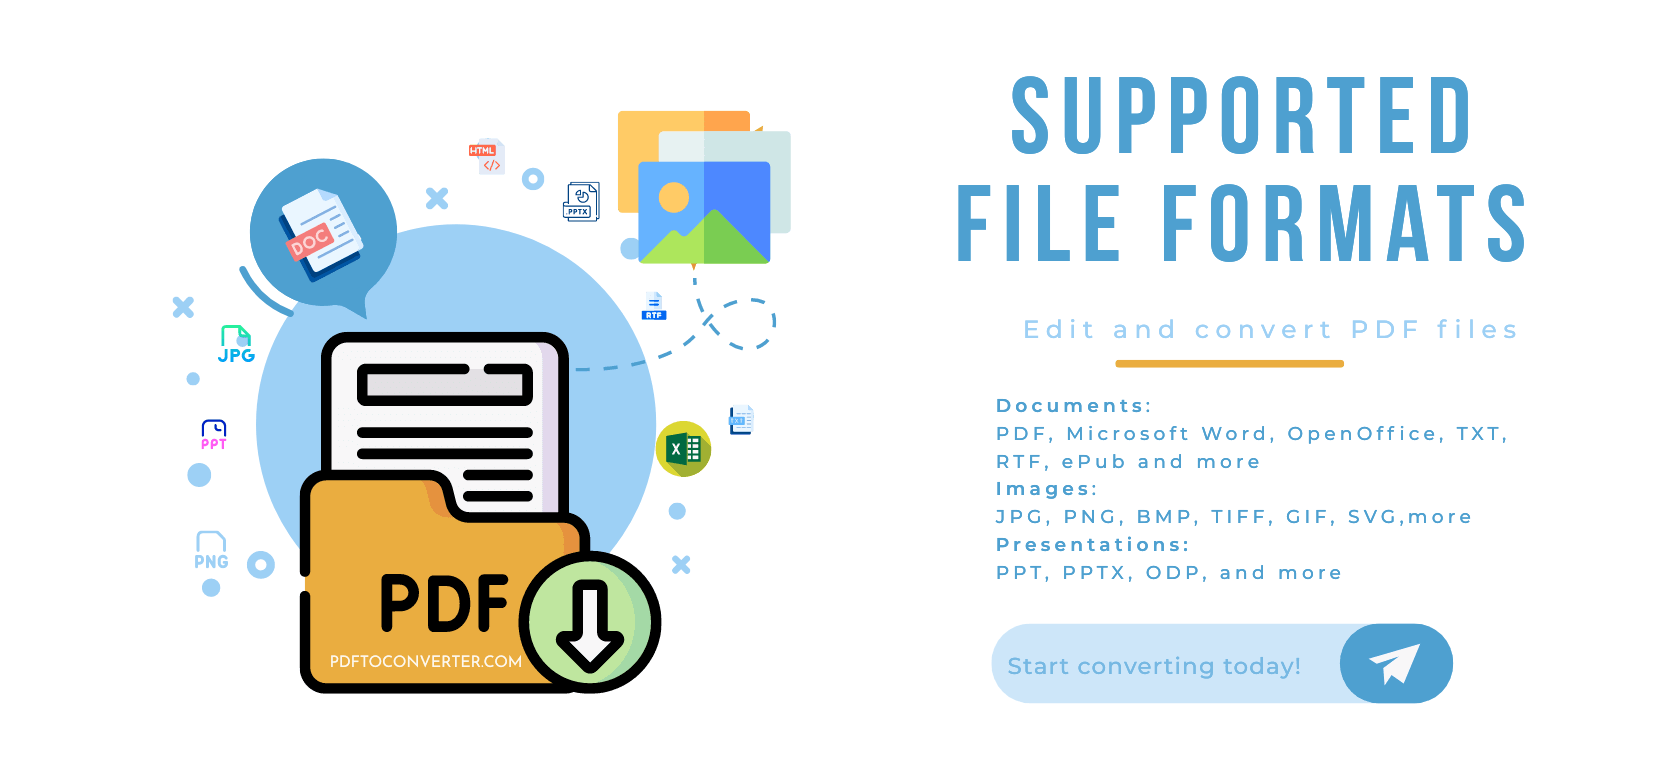 SUPPORTED
FILE FORMATS
Edit and convert PDF files
Documents:
PDF, Microsoft Word, OpenOffice, TXT,
RTF, ePub and more
Images:
JPG, PNG, BMP, TIFF, GIF, SVG,more
Presentations:
PPT, PPTX, ODP, and more
Start converting today!
HTML
</>
.PPTX
DOC
RTF
JPG
TXT
PPT
X
PNG
PDF
PDFTOCONVERTER.COM